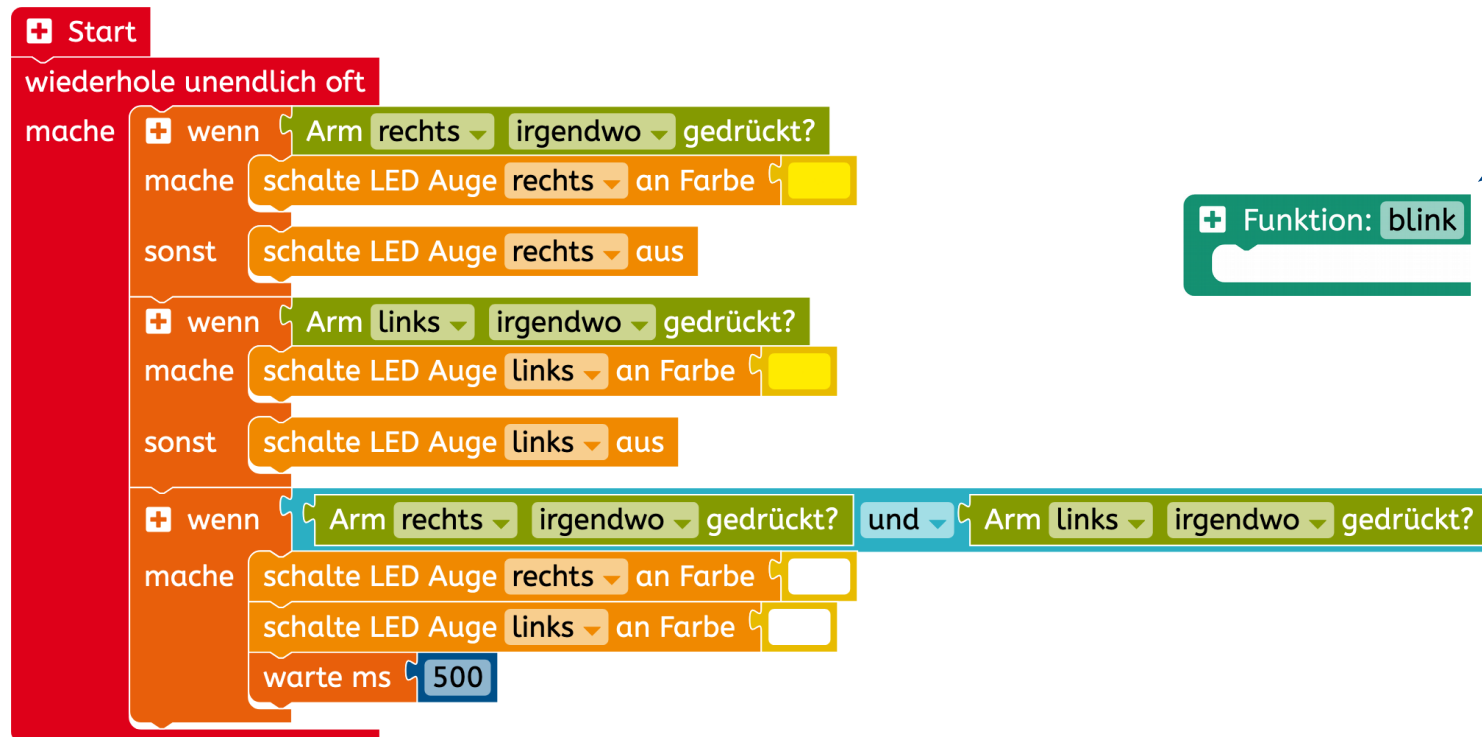 Start
wiederhole unendlich oft
mache wenn Arm rechts irgendwo gedrückt?
mache schalte LED Auge rechts an Farbe
Funktion: blink
sonst schalte LED Auge rechts aus
wenn Arm links irgendwo gedrückt?
mache schalte LED Auge links an Farbe
sonst schalte LED Auge links aus
wenn Arm rechts irgendwo gedrückt? und Arm links irgendwo gedrückt?
mache schalte LED Auge rechts an Farbe
schalte LED Auge links an Farbe
warte ms 500